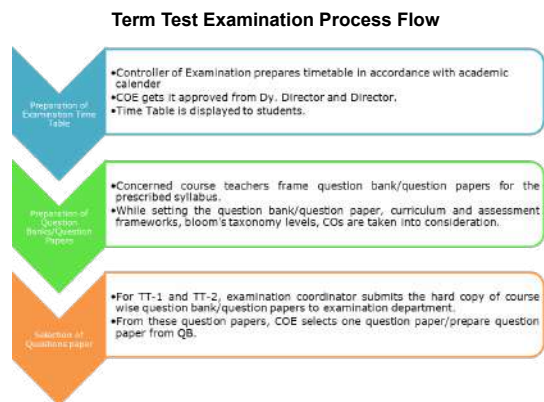 Term Test Examination Process Flow
Preparation of
Examination Time
Table
•Controller of Examination prepares timetable in accordance with academic
calender
•COE gets it approved from Dy. Director and Director.
•Time Table is displayed to students.
Preparation of
Question
Banks/Question
Papers
•Concerned course teachers frame question bank/question papers for the
prescribed syllabus.
•While setting the question bank/question paper, curriculum and assessment
frameworks, bloom's taxonomy levels, COs are taken into consideration.
Selection of
Questions paper
•For TT-1 and TT-2, examination coordinator submits the hard copy of course
wise question bank/question papers to examination department.
•From these question papers, COE selects one question paper/prepare question
paper from QB.